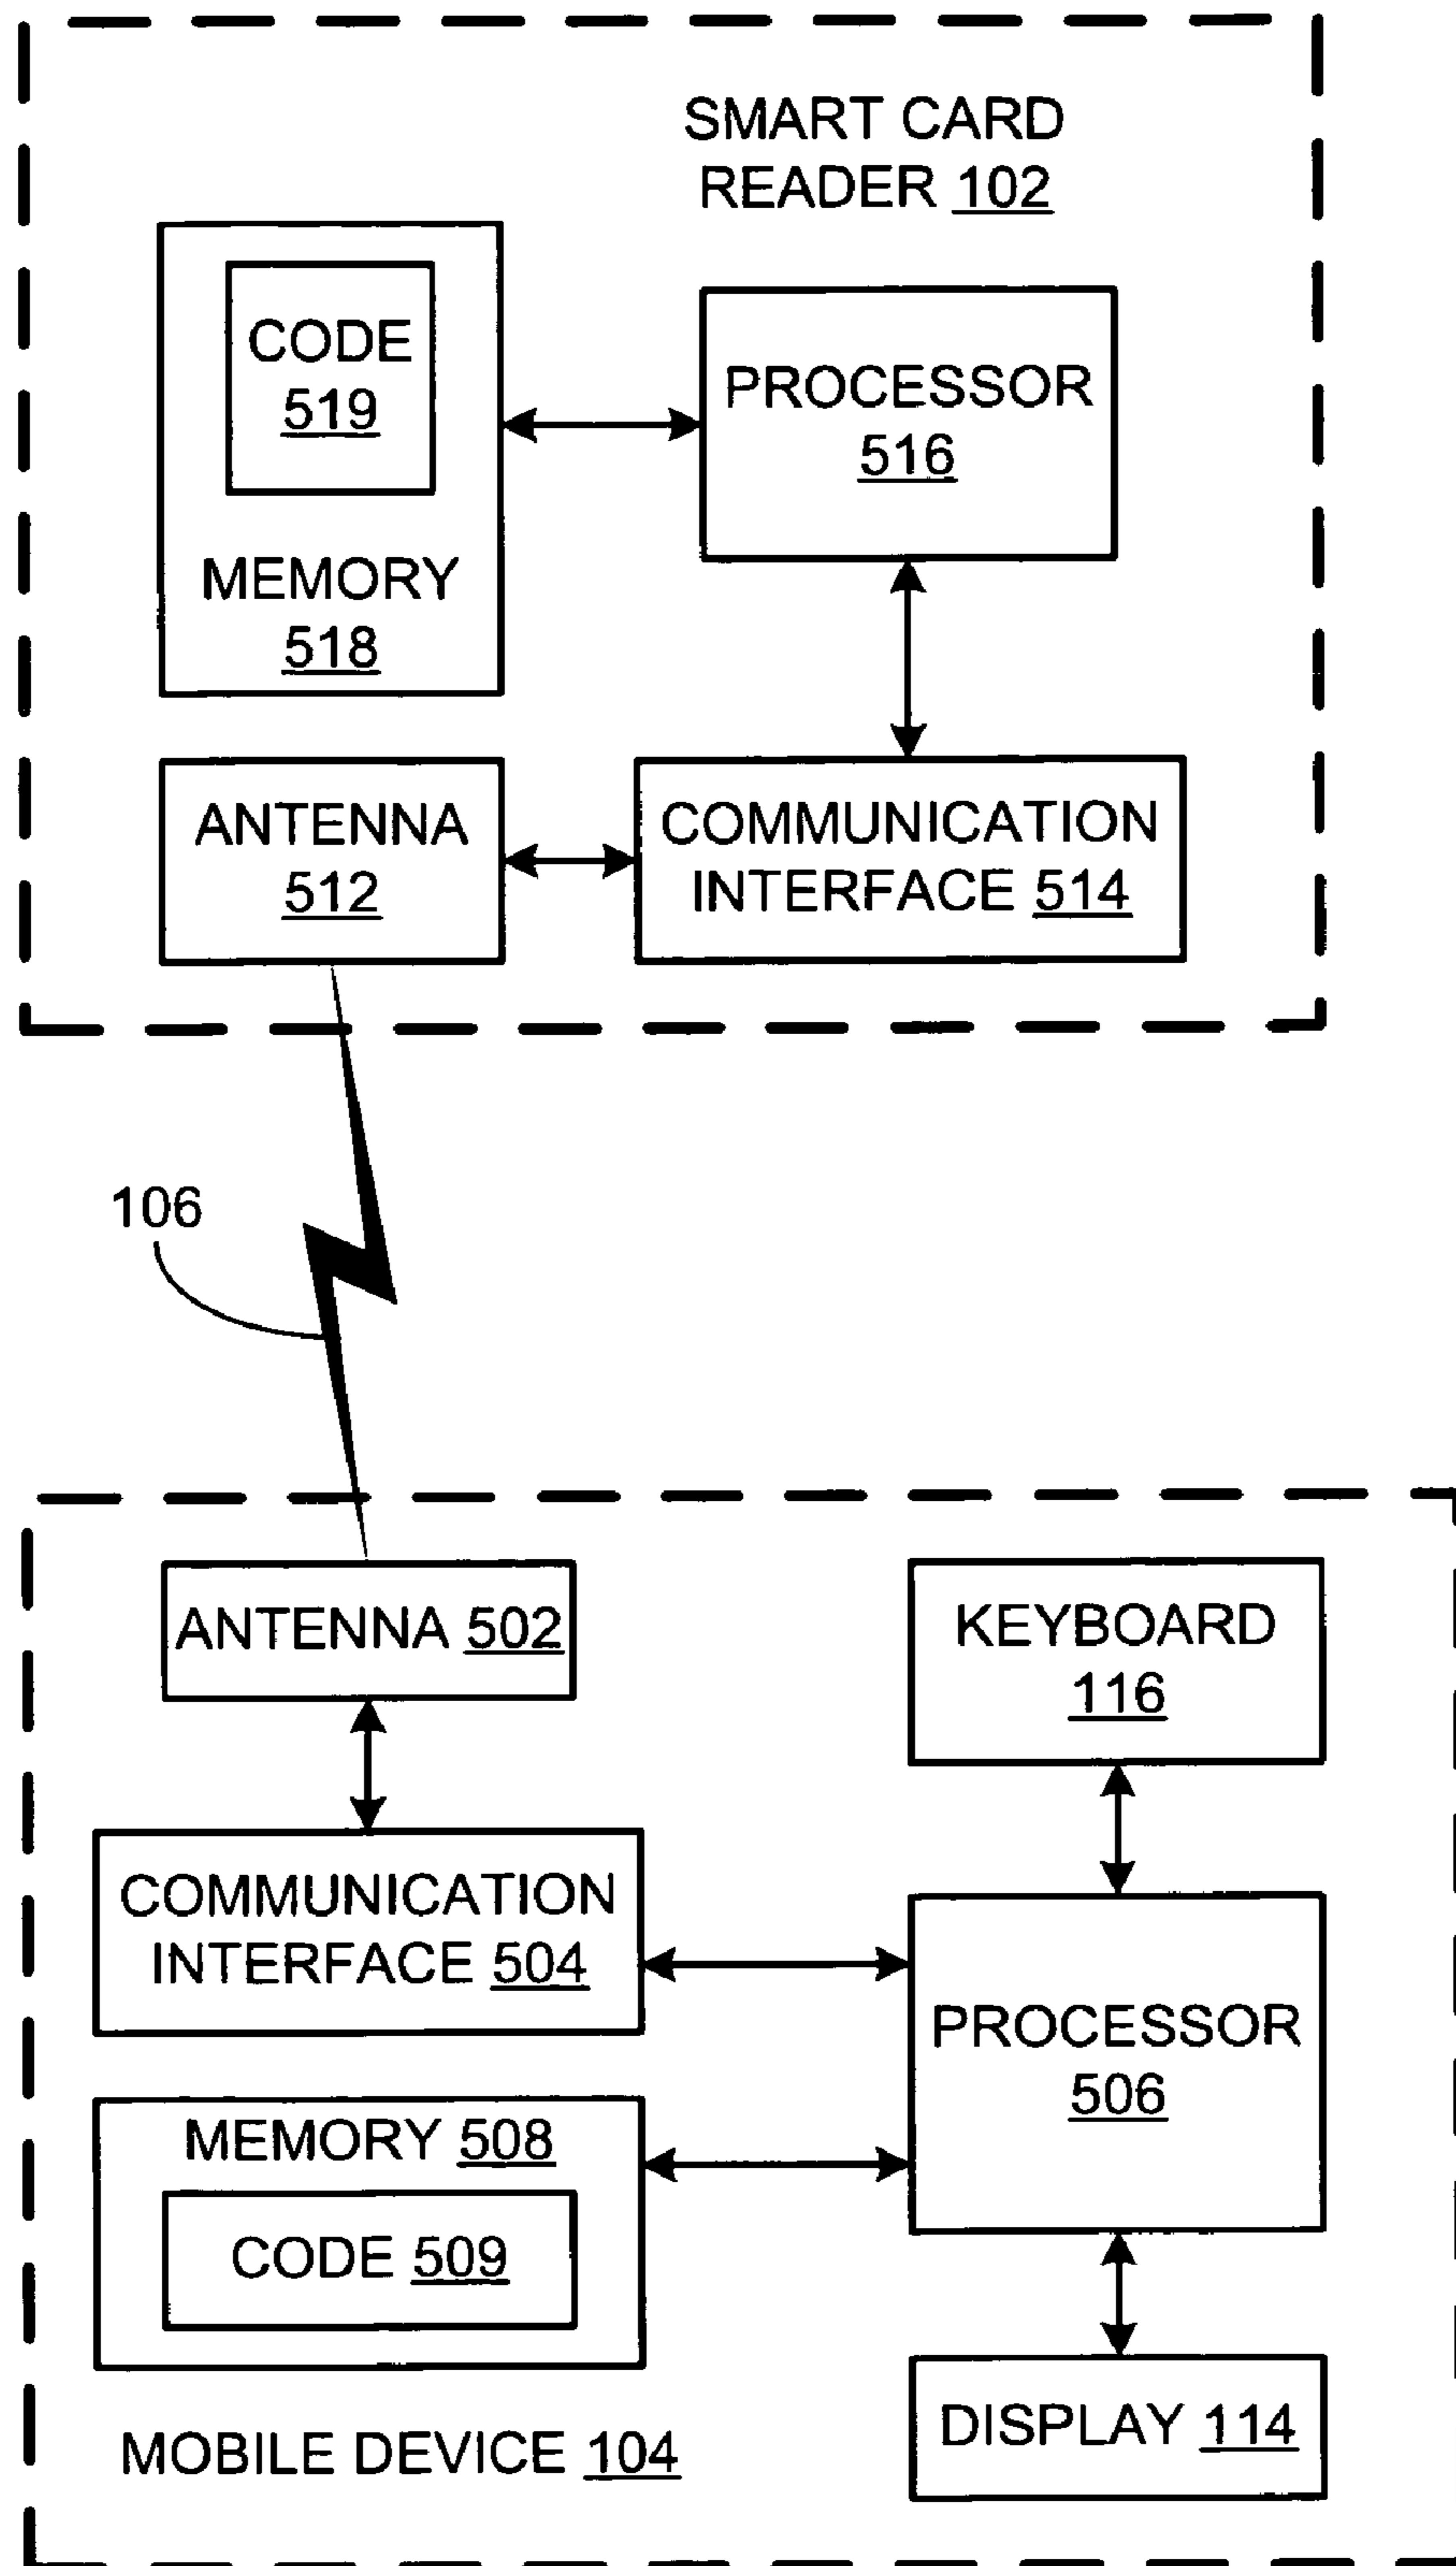 SMART CARD
READER 102
CODE
519
MEMORY
518
PROCESSOR
516
ANTENNA
512
COMMUNICATION
INTERFACE 514
106
ANTENNA 502
KEYBOARD
116
COMMUNICATION
INTERFACE 504
PROCESSOR
506
MEMORY 508
CODE 509
DISPLAY 114
MOBILE DEVICE 104